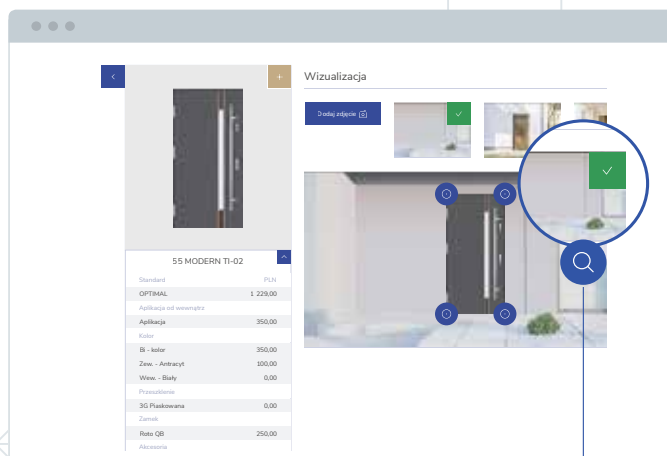 Wizualizacja
Dodaj zdjęcie
55 MODERN TI-02
Standard PLN
OPTIMAL 1 229,00
Aplikacja od wewnątrz
Aplikacja 350,00
Kolor
Bi - kolor 350,00
Zew. - Antracyt 100,00
Wew. - Biały 0,00
Przeszklenie
3G Piaskowana 0,00
Zamek
Roto QB 250,00
Akcesoria